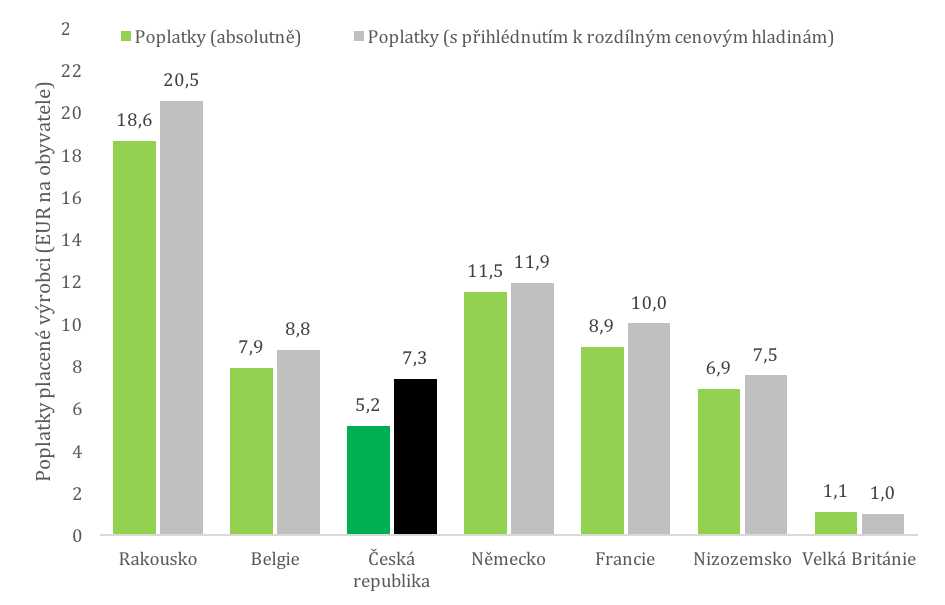 2
Poplatky (absolutně)
Poplatky (s přihlédnutím k rozdílným cenovým hladinám)
Poplatky placené výrobci (EUR na obyvatele)
22
20
18
16
14
12
10
8
6
4
2
0
18,6
20,5
7,9
8,8
5,2
7,3
11,5
11,9
8,9
10,0
6,9
7,5
1,1
1,0
Rakousko
Belgie
Česká
republika
Německo
Francie
Nizozemsko
Velká Británie